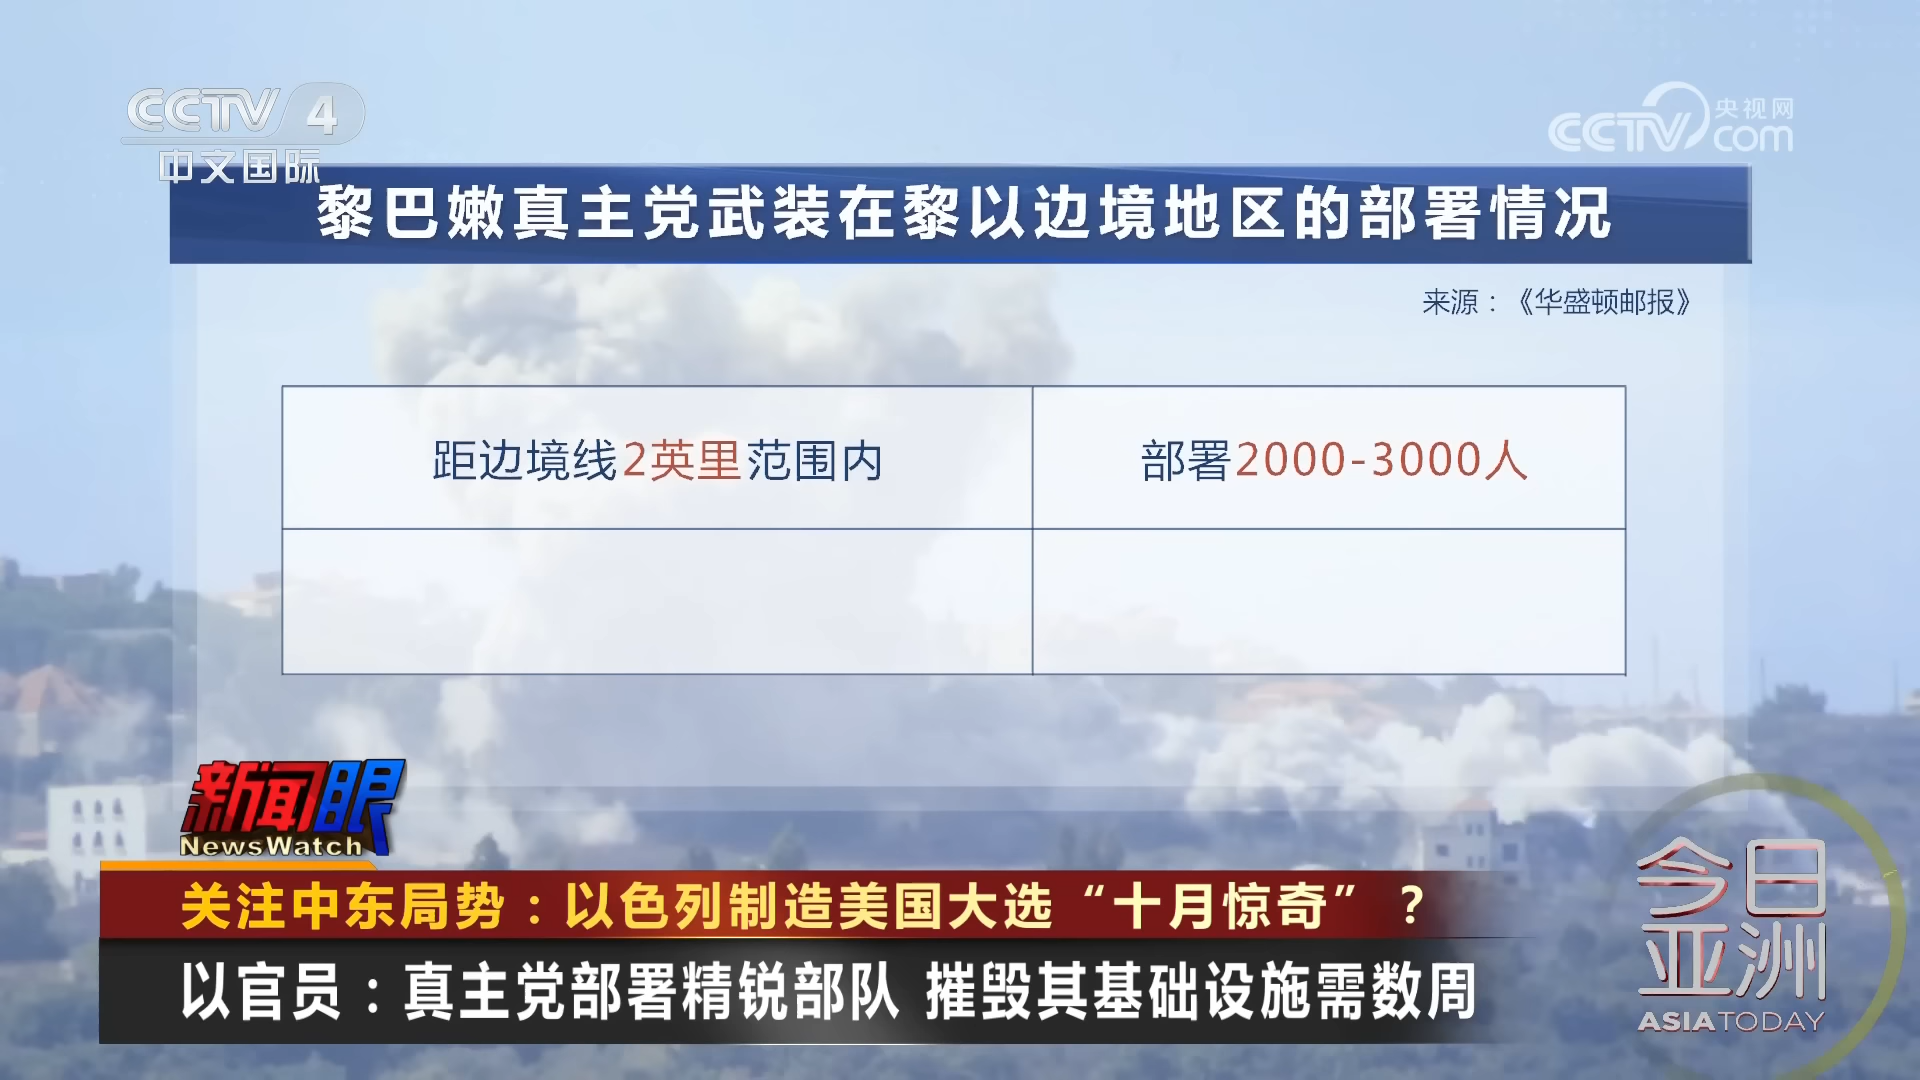 CCTV 4
中文国际
央视网
CCTV com
黎巴嫩真主党武装在黎以边境地区的部署情况
来源：《华盛顿邮报》
距边境线2英里范围内
部署2000-3000人
新闻眼
NewsWatch
关注中东局势：以色列制造美国大选“十月惊奇”？
以官员：真主党部署精锐部队 摧毁其基础设施需数周
今日
亚洲
ASIA TODAY